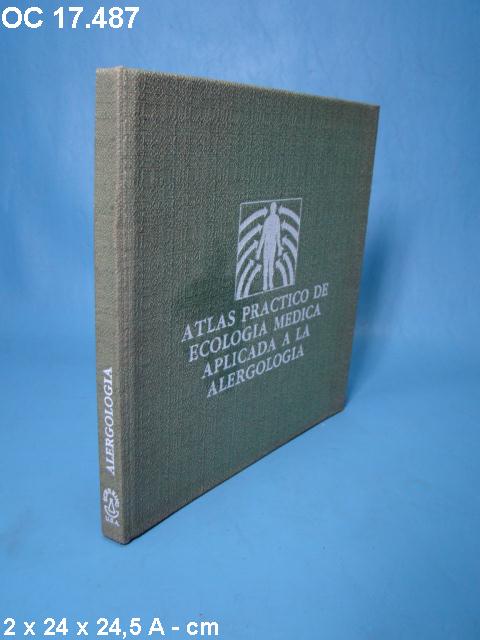 OC 17.487
ATLAS PRACTICO DE
ECOLOGIA MEDICA
APLICADA A LA
ALERGOLOGIA
ALERGOLOGIA
2 x 24 x 24,5 A - cm